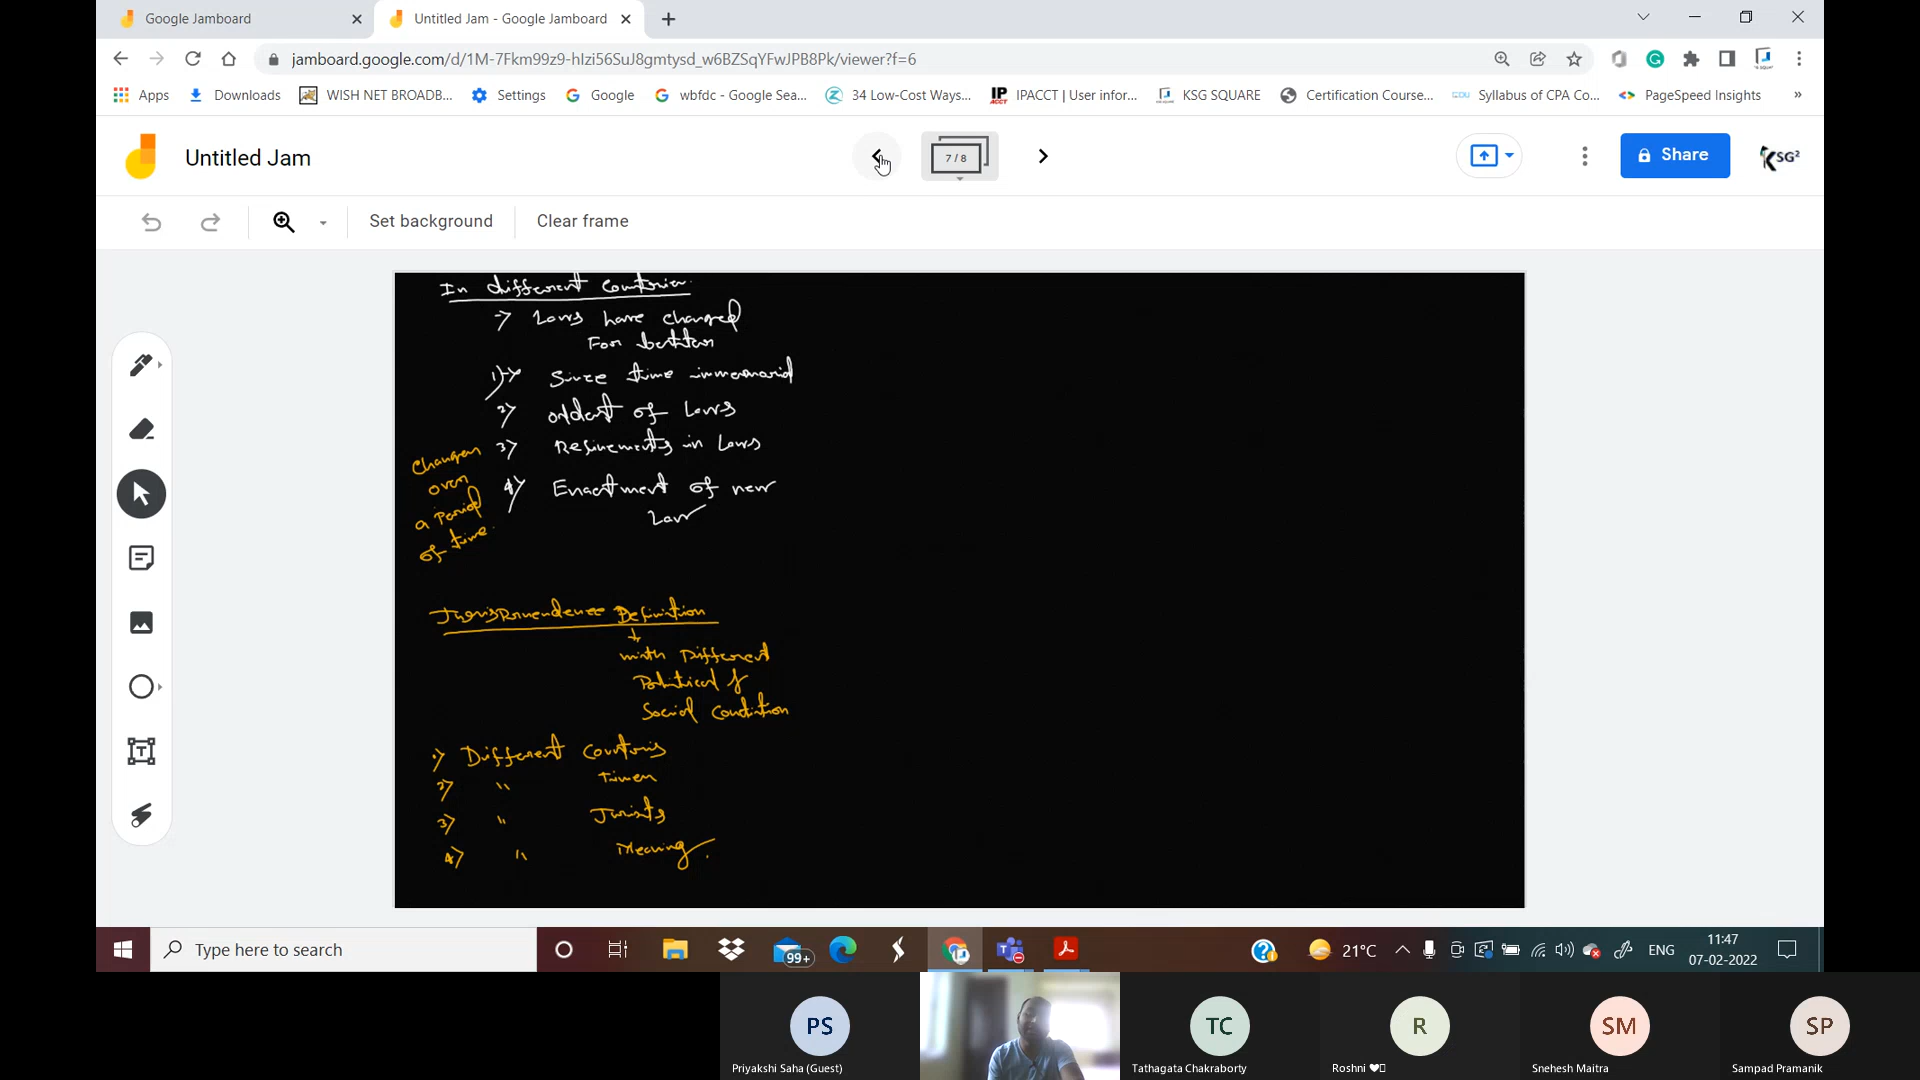 Google Jamboard
Untitled Jam - Google Jamboard
jamboard.google.com/d/1M-7Fkm99z9-hIzi56SuJ8gmtysd_w6BZSqYFwJPB8Pk/viewer?f=6
Apps Downloads WISH NET BROADB... Settings Google wbfdc - Google Sea... 34 Low-Cost Ways... IPACCT | User infor... KSG SQUARE Certification Course... Syllabus of CPA Co... PageSpeed Insights »
Untitled Jam
7 / 8
Share
KSG²
Set background Clear frame
In different Countries
Laws have changed
For better
1) Since time immemorial
2) of Laws
3) Refinements in Laws
4) Enactment of new
Law
Changes
over
a Period
of time.
Jurisprudence Definition
with Different
Political &
Social Condition
1) Different Countries
2) " Times
3) " Jurists
4) " Meaning
Type here to search
99+
21°C
ENG
11:47
07-02-2022
PS
TC
R
SM
SP
Priyakshi Saha (Guest)
Tathagata Chakraborty
Roshni
Snehesh Maitra
Sampad Pramanik